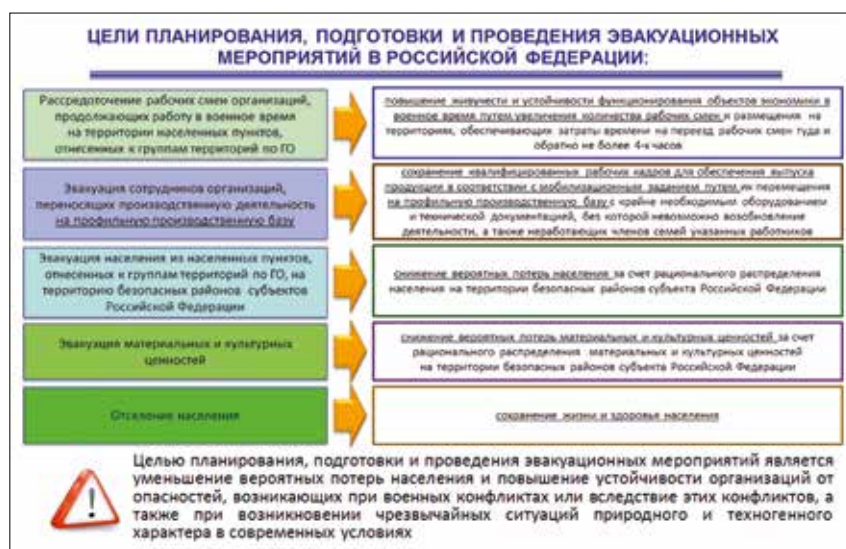 ЦЕЛИ ПЛАНИРОВАНИЯ, ПОДГОТОВКИ И ПРОВЕДЕНИЯ ЭВАКУАЦИОННЫХ
МЕРОПРИЯТИЙ В РОССИЙСКОЙ ФЕДЕРАЦИИ:
Рассредоточение рабочих смен организаций,
продолжающих работу в военное время
на территории населенных пунктов,
отнесенных к группам территорий по ГО
повышение живучести и устойчивости функционирования объектов экономики в
военное время путем увеличения количества рабочих смен и размещения на
территориях, обеспечивающих затраты времени на переезд рабочих смен туда и
обратно не более 4-х часов
Эвакуация сотрудников организаций,
переносящих производственную деятельность
на профильную производственную базу
сохранение квалифицированных рабочих кадров для обеспечения выпуска
продукции в соответствии с мобилизационным заданием путем их перемещения
на профильную производственную базу с крайне необходимым оборудованием
и технической документацией, без которой невозможно возобновление
деятельности, а также неработающих членов семей указанных работников
Эвакуация населения из населенных пунктов,
отнесенных к группам территорий по ГО, на
территорию безопасных районов субъектов
Российской Федерации
снижение вероятных потерь населения за счет рационального распределения
населения на территории безопасных районов субъекта Российской Федерации
Эвакуация материальных и культурных
ценностей
снижение вероятных потерь материальных и культурных ценностей за счет
рационального распределения материальных и культурных ценностей
на территории безопасных районов субъекта Российской Федерации
Отселение населения
сохранение жизни и здоровья населения
Целью планирования, подготовки и проведения эвакуационных мероприятий является
уменьшение вероятных потерь населения и повышение устойчивости организаций от
опасностей, возникающих при военных конфликтах или вследствие этих конфликтов, а
также при возникновении чрезвычайных ситуаций природного и техногенного
характера в современных условиях